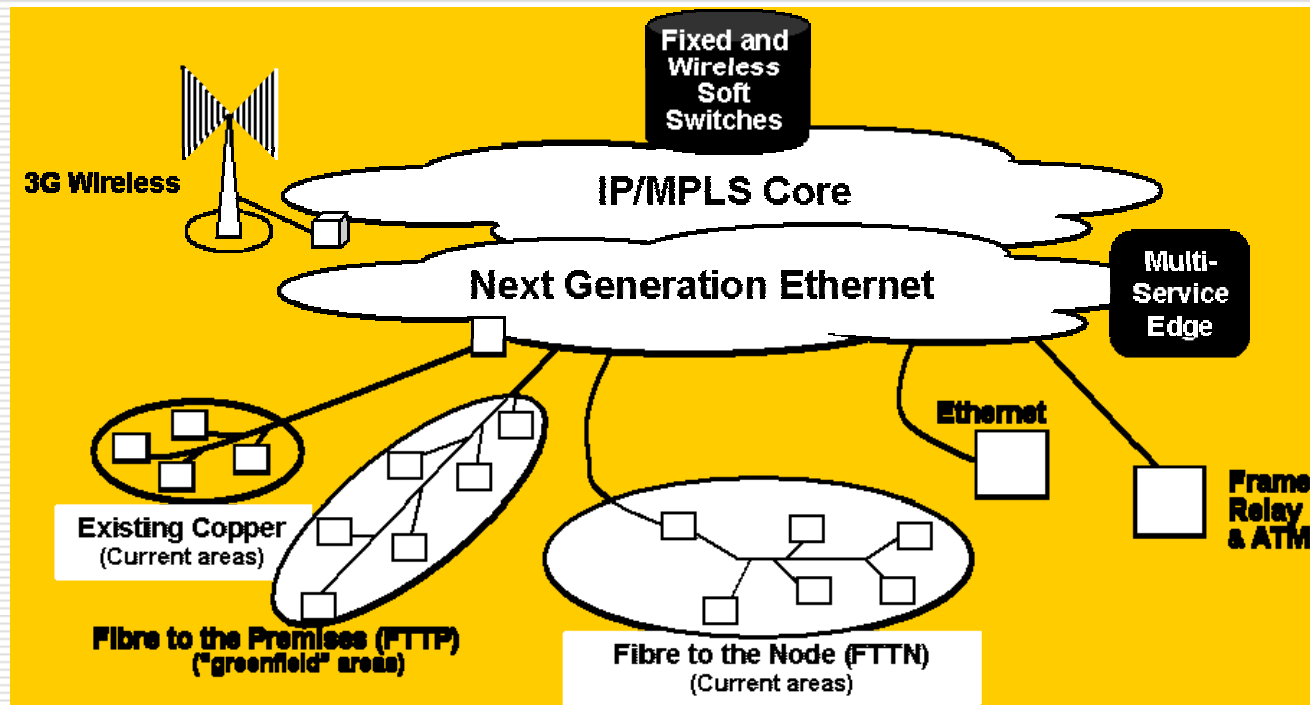 Fixed and
Wireless
Soft
Switches
3G Wireless
IP/MPLS Core
Next Generation Ethernet
Multi-
Service
Edge
Ethernet
Frame
Relay
& ATM
Existing Copper
(Current areas)
Fibre to the Premises (FTTP)
("greenfield" areas)
Fibre to the Node (FTTN)
(Current areas)